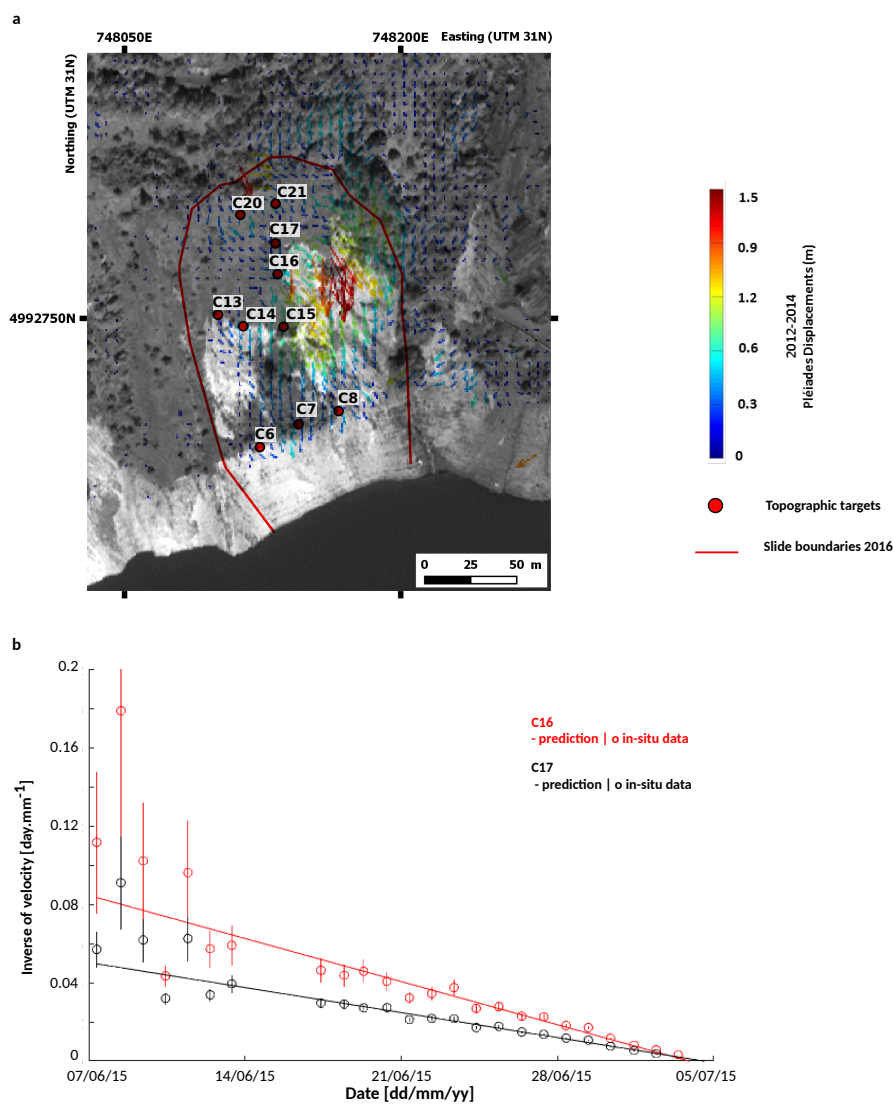 a
748050E
748200E
Easting (UTM 31N)
Northing (UTM 31N)
4992750N
C20
C21
C17
C16
C13
C14
C15
C8
C7
C6
0 25 50 m
1.5
0.9
1.2
0.6
0.3
0
2012-2014
Pléiades Displacements (m)
Topographic targets
Slide boundaries 2016
b
0.2
0.16
0.12
0.08
0.04
0
Inverse of velocity [day.mm-1]
C16
- prediction | o in-situ data
C17
- prediction | o in-situ data
07/06/15
14/06/15
21/06/15
28/06/15
05/07/15
Date [dd/mm/yy]